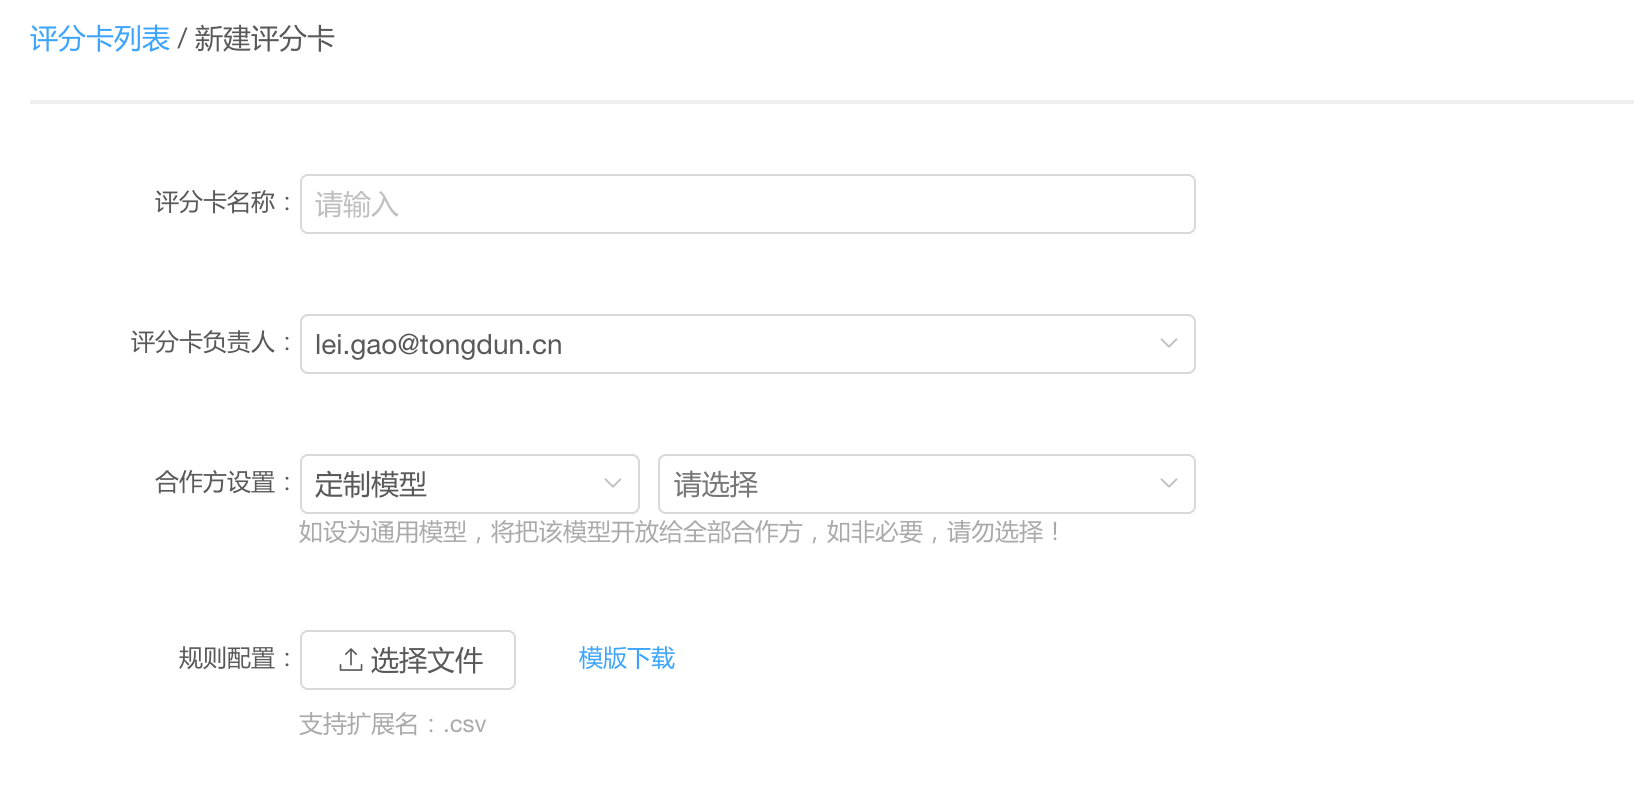 评分卡列表 / 新建评分卡
评分卡名称： 请输入
评分卡负责人： lei.gao@tongdun.cn
合作方设置： 定制模型 请选择
如设为通用模型，将把该模型开放给全部合作方，如非必要，请勿选择！
规则配置： 选择文件 模版下载
支持扩展名：.csv